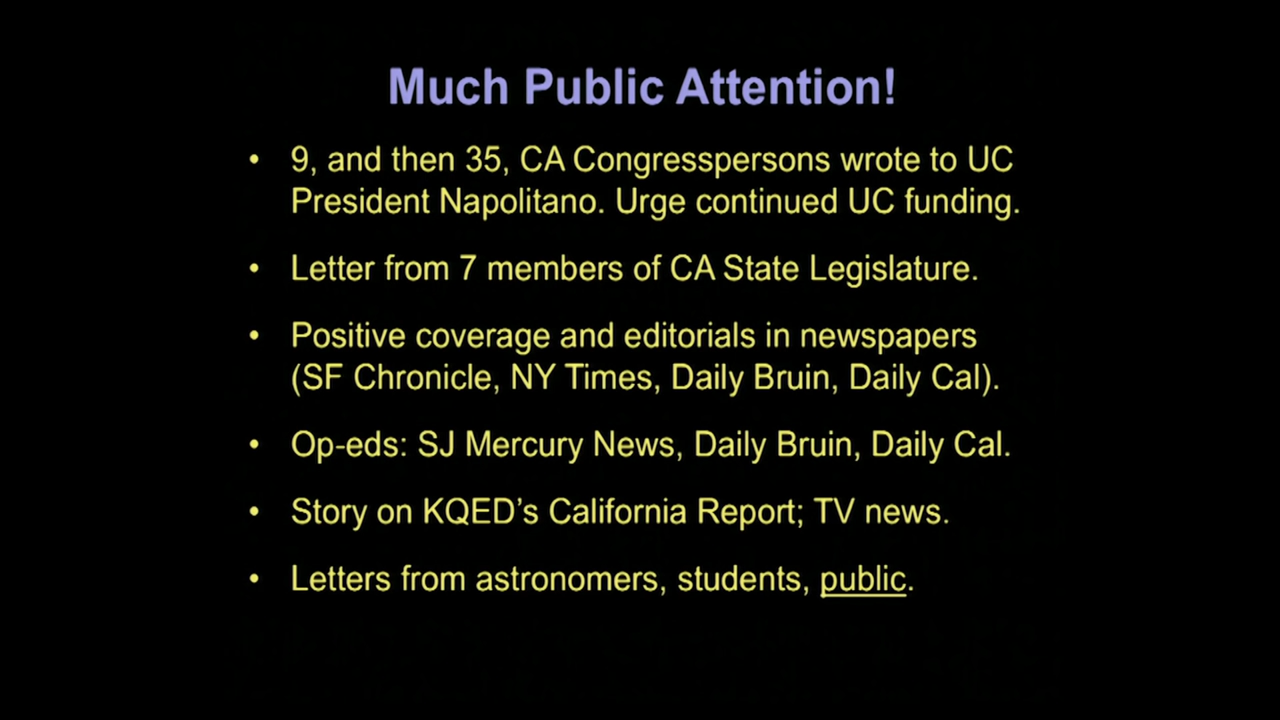 Much Public Attention!
• 9, and then 35, CA Congresspersons wrote to UC
President Napolitano. Urge continued UC funding.
• Letter from 7 members of CA State Legislature.
• Positive coverage and editorials in newspapers
(SF Chronicle, NY Times, Daily Bruin, Daily Cal).
• Op-eds: SJ Mercury News, Daily Bruin, Daily Cal.
• Story on KQED’s California Report; TV news.
• Letters from astronomers, students, public.